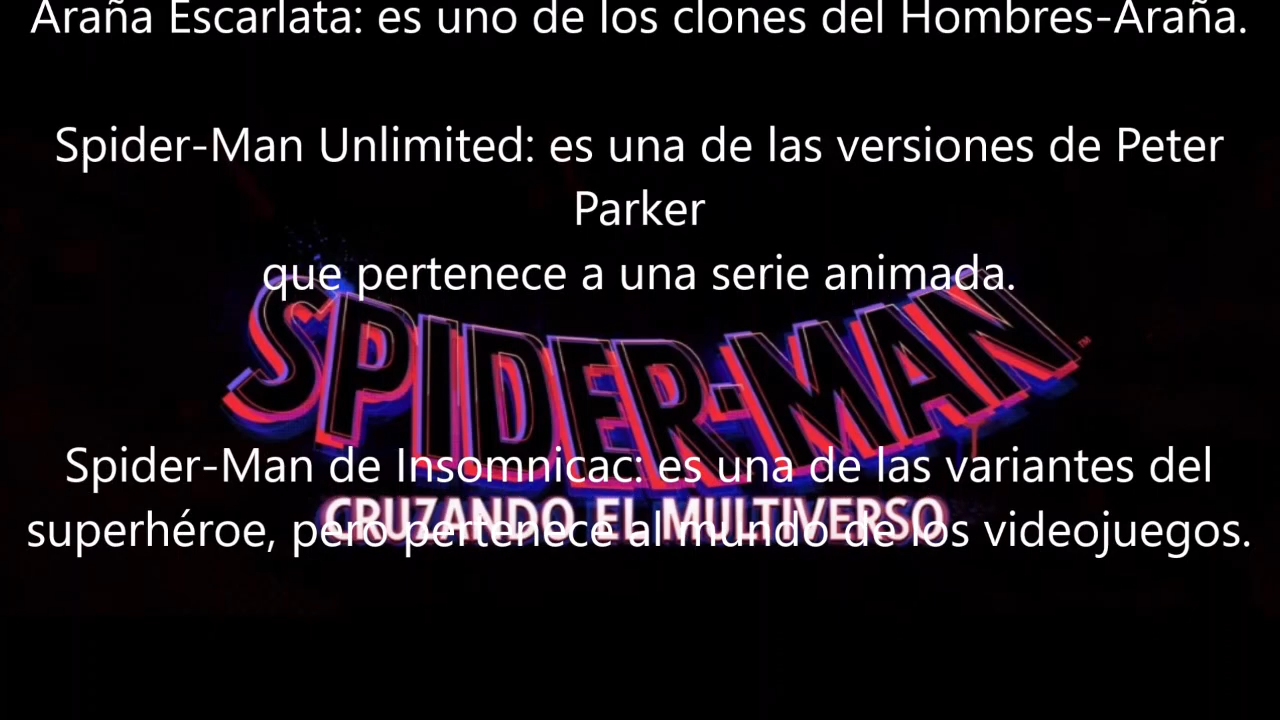 Araña Escarlata: es uno de los clones del Hombres-Araña.
Spider-Man Unlimited: es una de las versiones de Peter
Parker
que pertenece a una serie animada.
SPIDER-MAN™
Spider-Man de Insomnicac: es una de las variantes del
CRUZANDO EL MULTIVERSO
superhéroe, pero pertenece al mundo de los videojuegos.